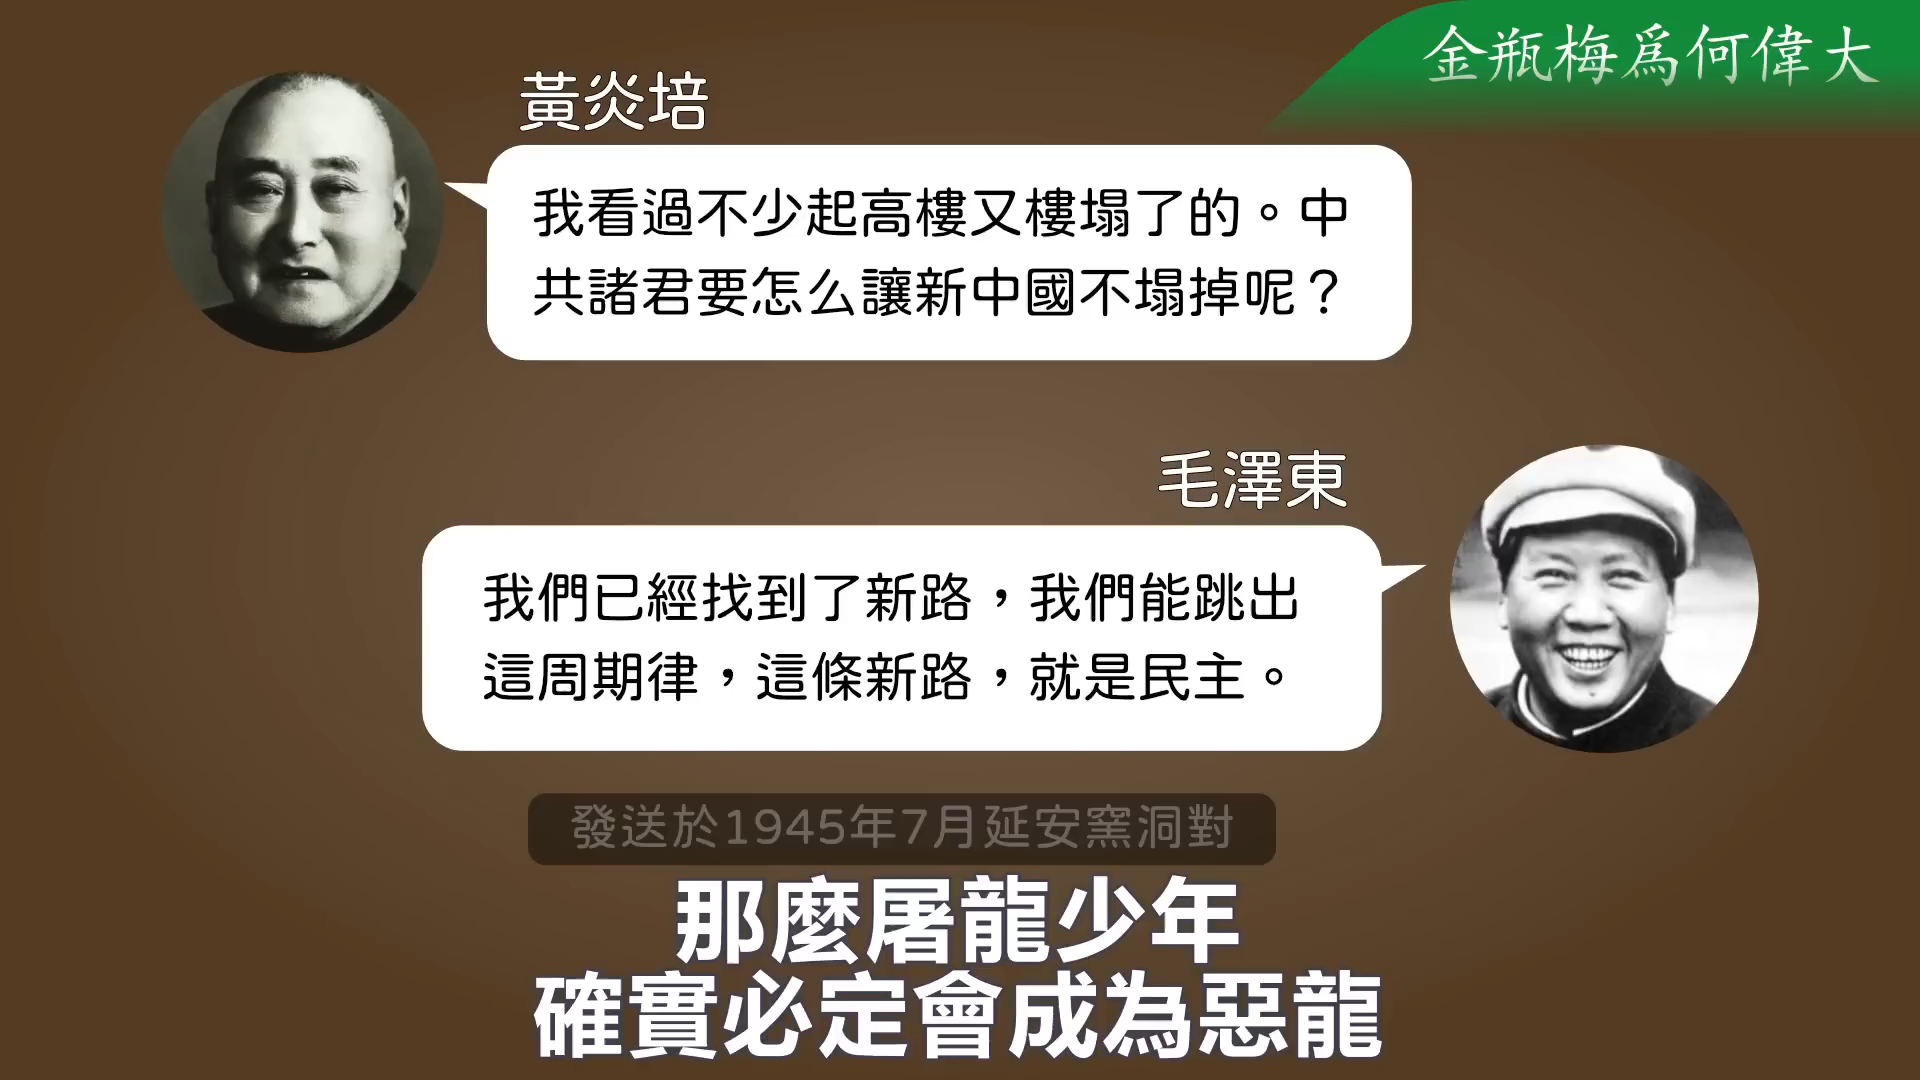 金瓶梅爲何偉大
黃炎培
我看過不少起高樓又樓塌了的。中
共諸君要怎么讓新中國不塌掉呢？
毛澤東
我們已經找到了新路，我們能跳出
這周期律，這條新路，就是民主。
發送於1945年7月延安窯洞對
那麼屠龍少年
確實必定會成為惡龍